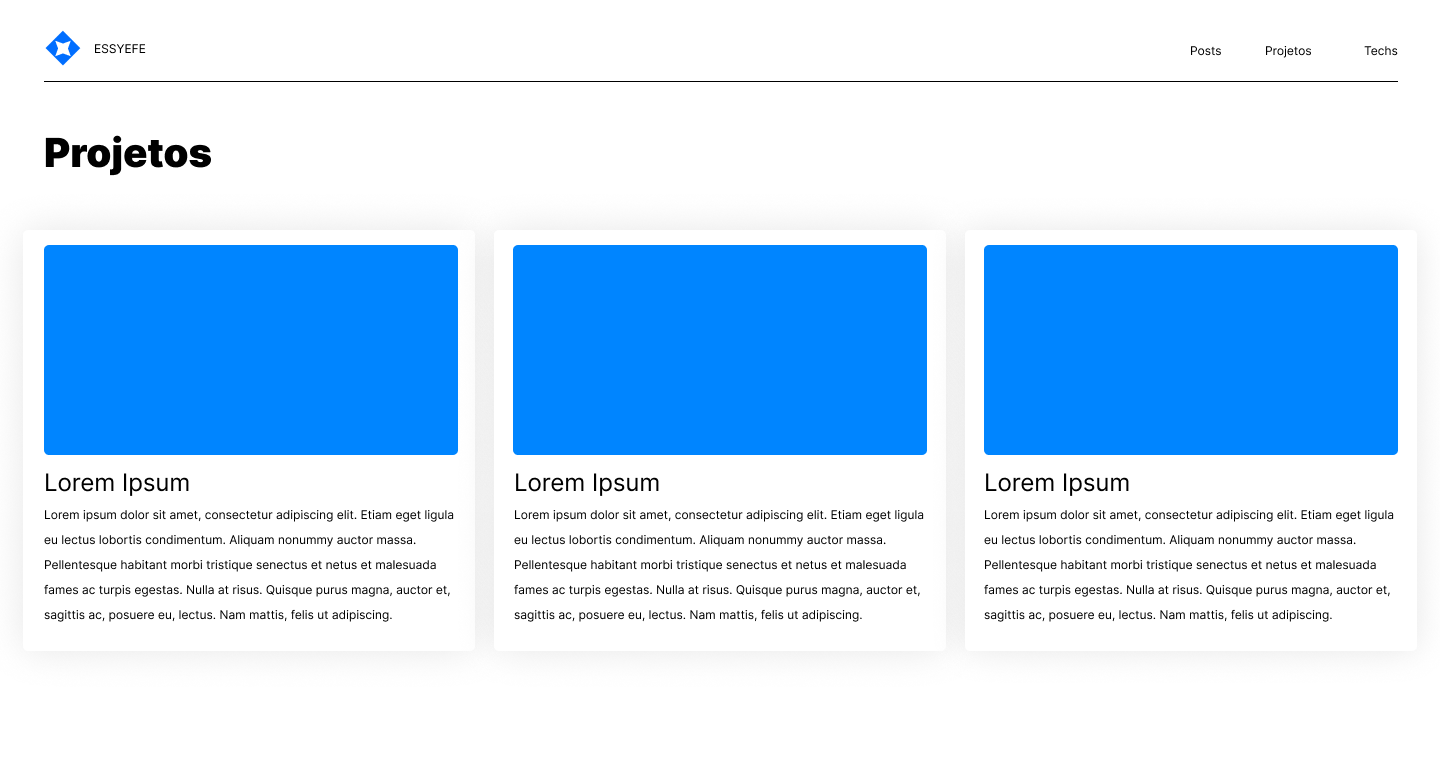 ESSYEFE
Posts
Projetos
Techs
Projetos
Lorem Ipsum
Lorem ipsum dolor sit amet, consectetur adipiscing elit. Etiam eget ligula
eu lectus lobortis condimentum. Aliquam nonummy auctor massa.
Pellentesque habitant morbi tristique senectus et netus et malesuada
fames ac turpis egestas. Nulla at risus. Quisque purus magna, auctor et,
sagittis ac, posuere eu, lectus. Nam mattis, felis ut adipiscing.
Lorem Ipsum
Lorem ipsum dolor sit amet, consectetur adipiscing elit. Etiam eget ligula
eu lectus lobortis condimentum. Aliquam nonummy auctor massa.
Pellentesque habitant morbi tristique senectus et netus et malesuada
fames ac turpis egestas. Nulla at risus. Quisque purus magna, auctor et,
sagittis ac, posuere eu, lectus. Nam mattis, felis ut adipiscing.
Lorem Ipsum
Lorem ipsum dolor sit amet, consectetur adipiscing elit. Etiam eget ligula
eu lectus lobortis condimentum. Aliquam nonummy auctor massa.
Pellentesque habitant morbi tristique senectus et netus et malesuada
fames ac turpis egestas. Nulla at risus. Quisque purus magna, auctor et,
sagittis ac, posuere eu, lectus. Nam mattis, felis ut adipiscing.